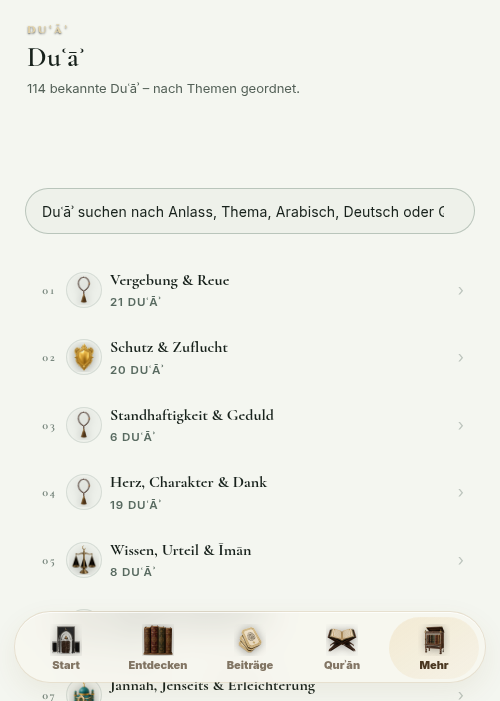 DUʿĀʾ
Duʿāʾ
114 bekannte Duʿāʾ – nach Themen geordnet.
Duʿāʾ suchen nach Anlass, Thema, Arabisch, Deutsch oder
01
Vergebung & Reue
21 DUʿĀʾ
02
Schutz & Zuflucht
20 DUʿĀʾ
03
Standhaftigkeit & Geduld
6 DUʿĀʾ
04
Herz, Charakter & Dank
19 DUʿĀʾ
05
Wissen, Urteil & Īmān
8 DUʿĀʾ
Start
Entdecken
Beiträge
Qurʾān
Mehr
07
Jannah, Jenseits & Erleichterung